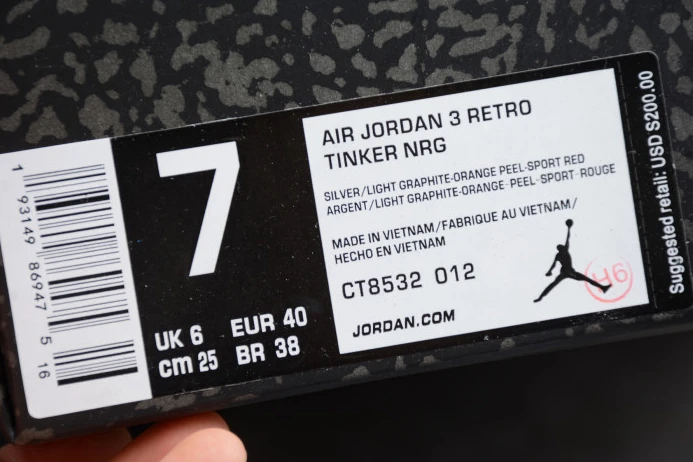 1 93149 86947 5 16
7
UK 6 EUR 40
cm 25 BR 38
AIR JORDAN 3 RETRO
TINKER NRG
SILVER/LIGHT GRAPHITE-ORANGE PEEL-SPORT RED
ARGENT/LIGHT GRAPHITE-ORANGE-PEEL-SPORT-ROUGE
MADE IN VIETNAM/FABRIQUE AU VIETNAM/
HECHO EN VIETNAM
CT8532 012
JORDAN.COM
Suggested retail: USD $200.00